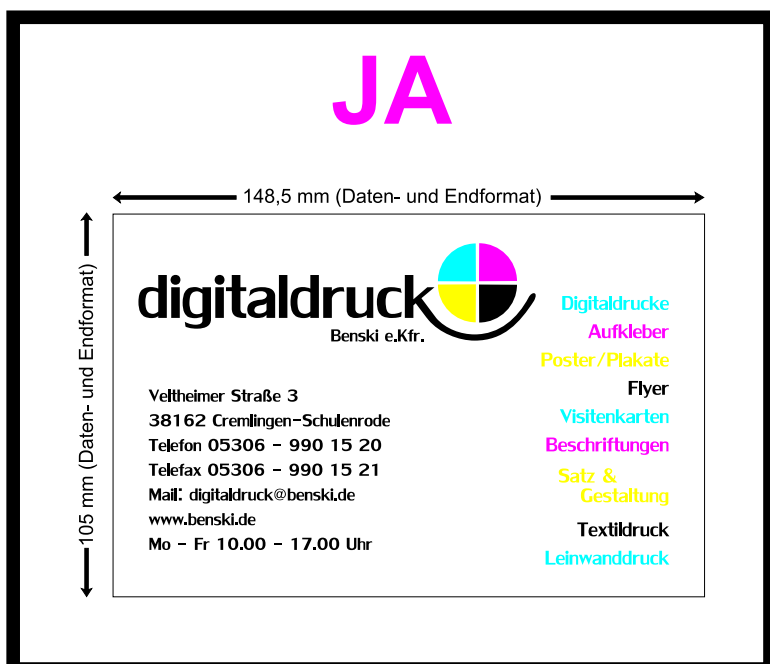 JA
148,5 mm (Daten- und Endformat)
105 mm (Daten- und Endformat)
digitaldruck
Benski e.Kfr.
Veltheimer Straße 3
38162 Cremlingen-Schulenrode
Telefon 05306 - 990 15 20
Telefax 05306 - 990 15 21
Mail: digitaldruck@benski.de
www.benski.de
Mo - Fr 10.00 - 17.00 Uhr
Digitaldrucke
Aufkleber
Poster/Plakate
Flyer
Visitenkarten
Beschriftungen
Satz &
Gestaltung
Textildruck
Leinwanddruck